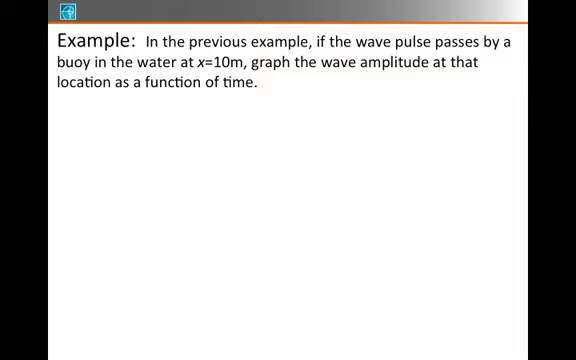 Example: In the previous example, if the wave pulse passes by a
buoy in the water at x=10m, graph the wave amplitude at that
location as a function of time.